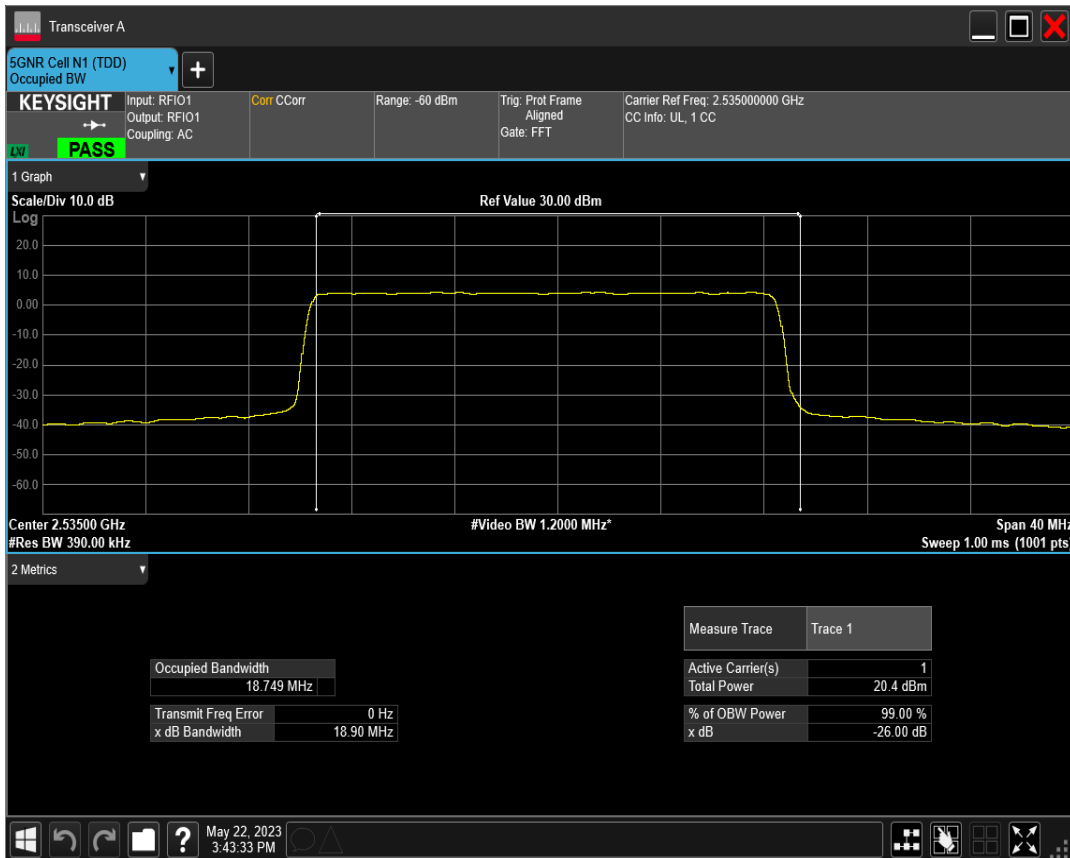 Transceiver A
5GNR Cell N1 (TDD)
Occupied BW
KEYSIGHT
LXI
PASS
Input: RFIO1
Output: RFIO1
Coupling: AC
Corr CCorr
Range: -60 dBm
Trig: Prot Frame
Aligned
Gate: FFT
Carrier Ref Freq: 2.535000000 GHz
CC Info: UL, 1 CC
1 Graph
Scale/Div 10.0 dB
Ref Value 30.00 dBm
Log
20.0
10.0
0.00
-10.0
-20.0
-30.0
-40.0
-50.0
-60.0
Center 2.53500 GHz
#Video BW 1.2000 MHz*
Span 40 MHz
#Res BW 390.00 kHz
Sweep 1.00 ms (1001 pts)
2 Metrics
Measure Trace Trace 1
Occupied Bandwidth
18.749 MHz
Active Carrier(s) 1
Total Power 20.4 dBm
Transmit Freq Error 0 Hz
x dB Bandwidth 18.90 MHz
% of OBW Power 99.00 %
x dB -26.00 dB
?
May 22, 2023
3:43:33 PM